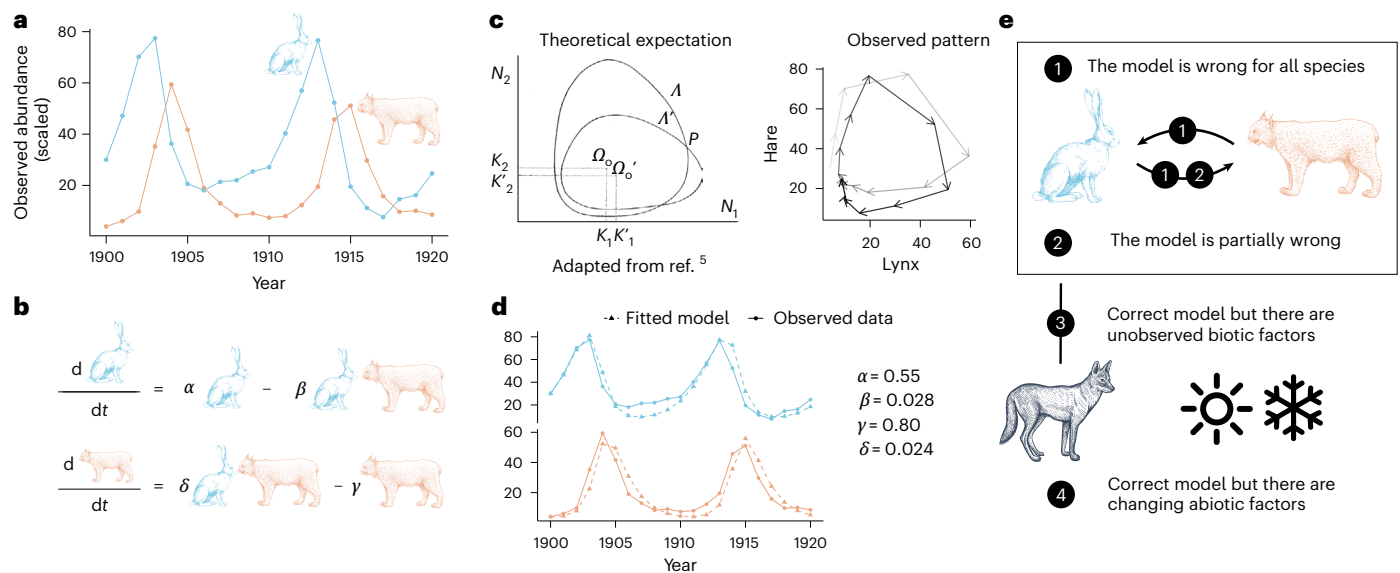 a
Observed abundance
(scaled)
80
60
40
20
1900
1905
1910
1915
1920
Year
b
d
dt
= α − β
d
dt
= δ − γ
c
Theoretical expectation
N2
Λ
Λ′
P
K2
K′2
Ωo
Ωo′
N1
K1 K′1
Adapted from ref. 5
Observed pattern
Hare
80
60
40
20
20
40
60
Lynx
d
Fitted model
Observed data
80
60
40
20
60
40
20
1900
1905
1910
1915
1920
Year
α = 0.55
β = 0.028
γ = 0.80
δ = 0.024
e
1 The model is wrong for all species
1
1 2
2 The model is partially wrong
3 Correct model but there are
unobserved biotic factors
4 Correct model but there are
changing abiotic factors